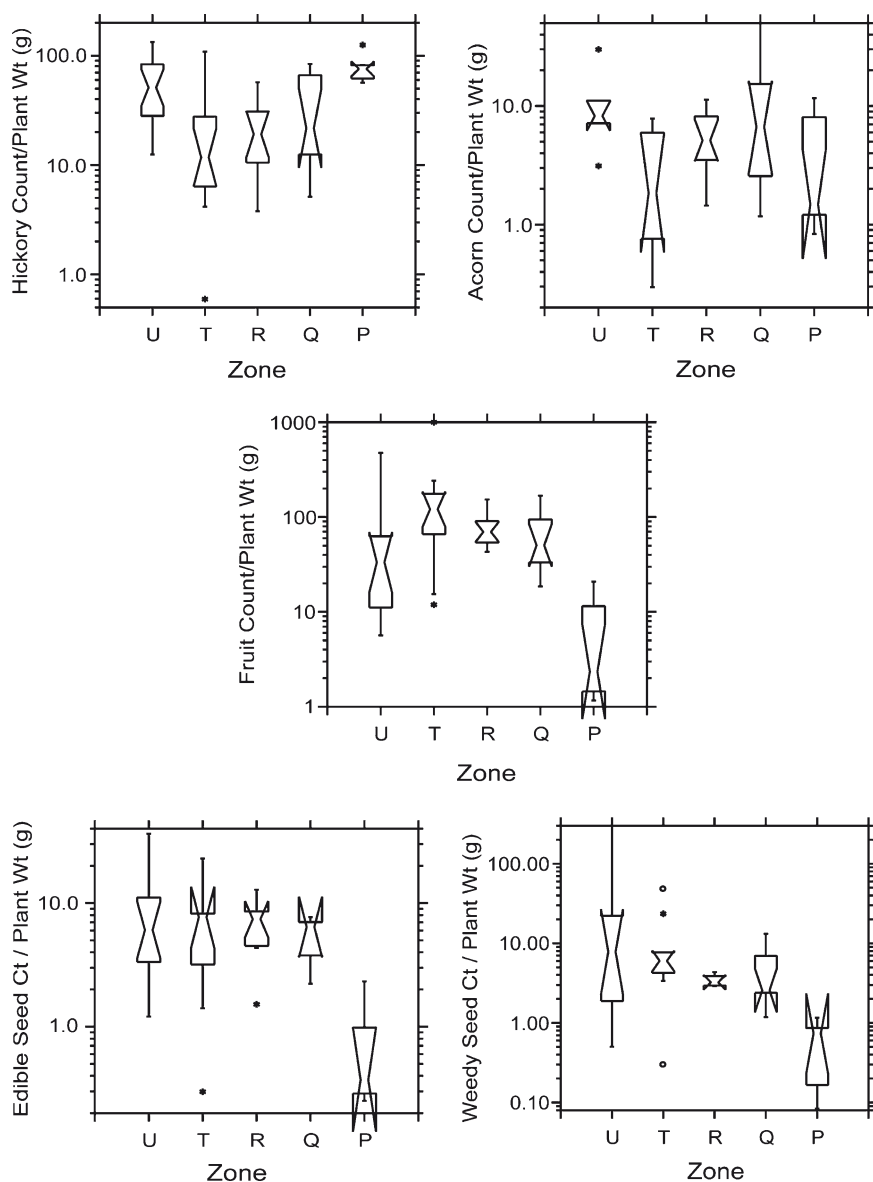 Hickory Count/Plant Wt (g)
100.0
10.0
1.0
U T R Q P
Zone
Acorn Count/Plant Wt (g)
10.0
1.0
U T R Q P
Zone
Fruit Count/Plant Wt (g)
1000
100
10
1
U T R Q P
Zone
Edible Seed Ct / Plant Wt (g)
10.0
1.0
U T R Q P
Zone
Weedy Seed Ct / Plant Wt (g)
100.00
10.00
1.00
0.10
U T R Q P
Zone